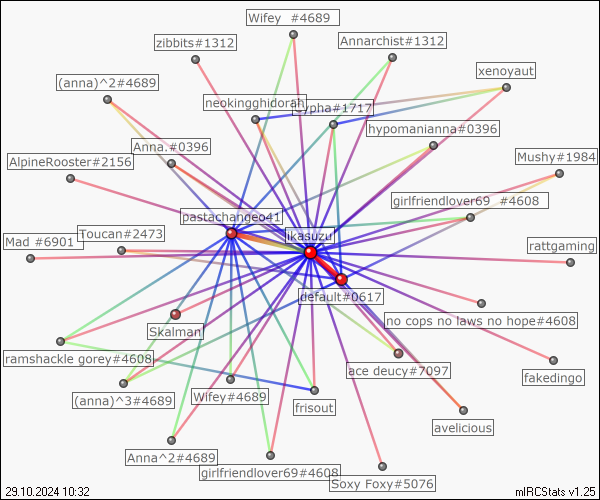 Wifey #4689
zibbits#1312
Annarchist#1312
xenoyaut
(anna)^2#4689
neokingghidorah
cypha#1717
hypomanianna#0396
Anna.#0396
AlpineRooster#2156
Mushy#1984
girlfriendlover69 #4608
pastachangeo41
Toucan#2473
Mad #6901
ikasuzu
rattgaming
default#0617
no cops no laws no hope#4608
Skalman
ramshackle gorey#4608
ace deucy#7097
fakedingo
(anna)^3#4689
Wifey#4689
frisout
avelicious
Anna^2#4689
girlfriendlover69#4608
Soxy Foxy#5076
29.10.2024 10:32
mIRCStats v1.25